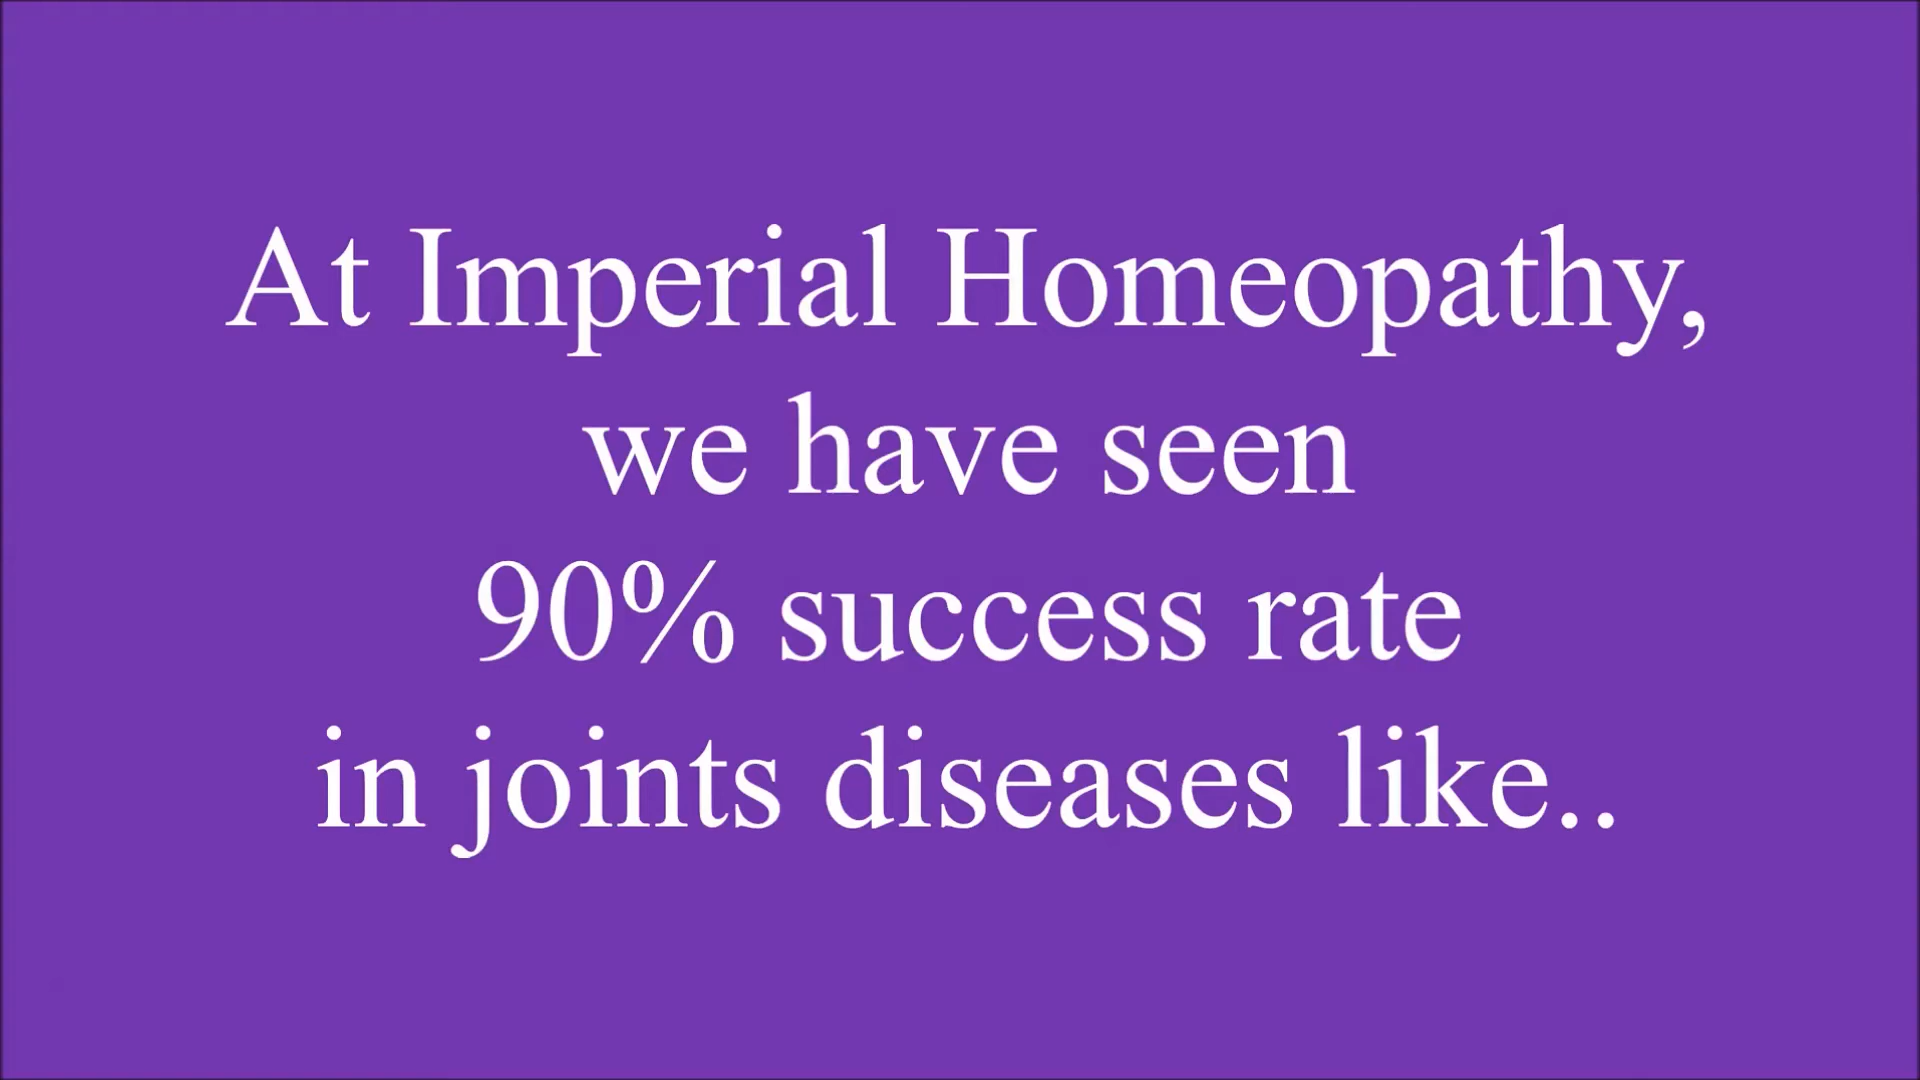 At Imperial Homeopathy,
we have seen
90% success rate
in joints diseases like..